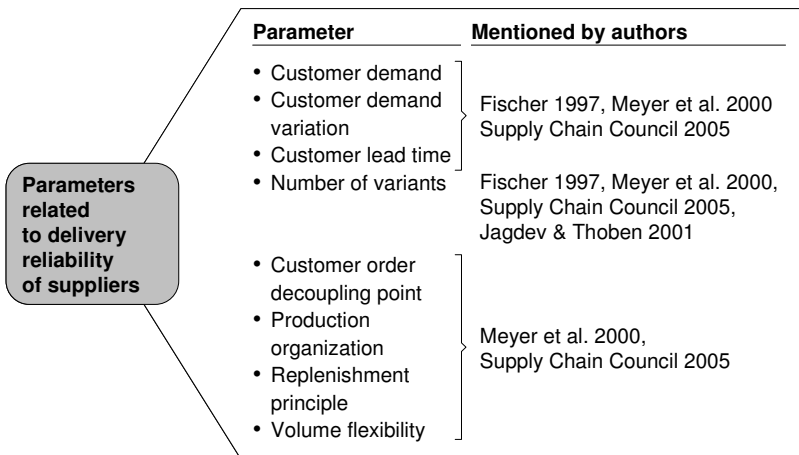 Parameters
related
to delivery
reliability
of suppliers
Parameter
• Customer demand
• Customer demand
variation
• Customer lead time
• Number of variants
• Customer order
decoupling point
• Production
organization
• Replenishment
principle
• Volume flexibility
Mentioned by authors
Fischer 1997, Meyer et al. 2000
Supply Chain Council 2005
Fischer 1997, Meyer et al. 2000,
Supply Chain Council 2005,
Jagdev & Thoben 2001
Meyer et al. 2000,
Supply Chain Council 2005